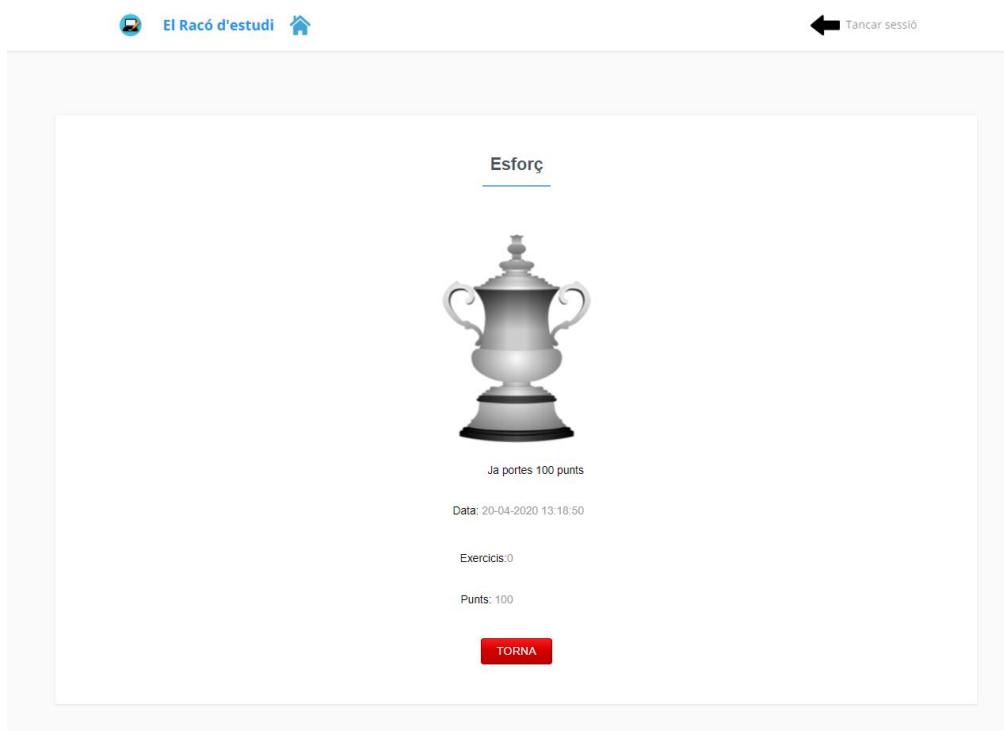 El Racó d'estudi
Tancar sessió
Esforç
Ja portes 100 punts
Data: 20-04-2020 13:18:50
Exercicis:0
Punts: 100
TORNA